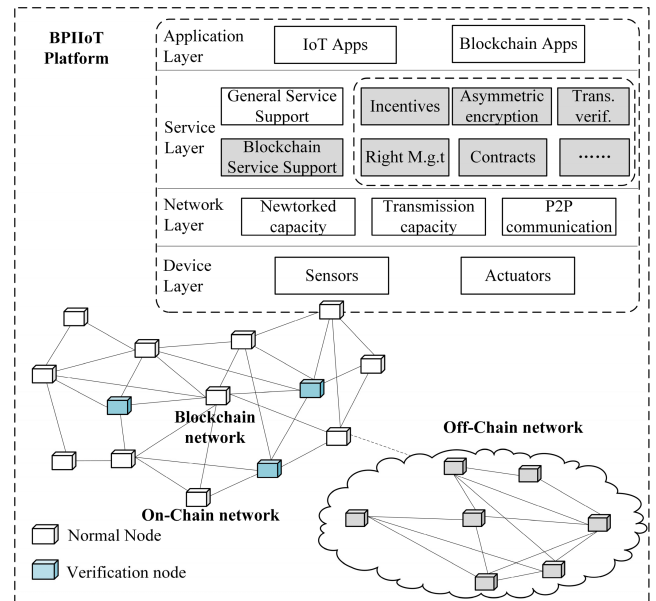 BPIIoT
Platform
Application
Layer
IoT Apps
Blockchain Apps
Service
Layer
General Service
Support
Incentives
Asymmetric
encryption
Trans.
verif.
Blockchain
Service Support
Right M.g.t
Contracts
······
Network
Layer
Newtorked
capacity
Transmission
capacity
P2P
communication
Device
Layer
Sensors
Actuators
Blockchain
network
Off-Chain network
On-Chain network
Normal Node
Verification node